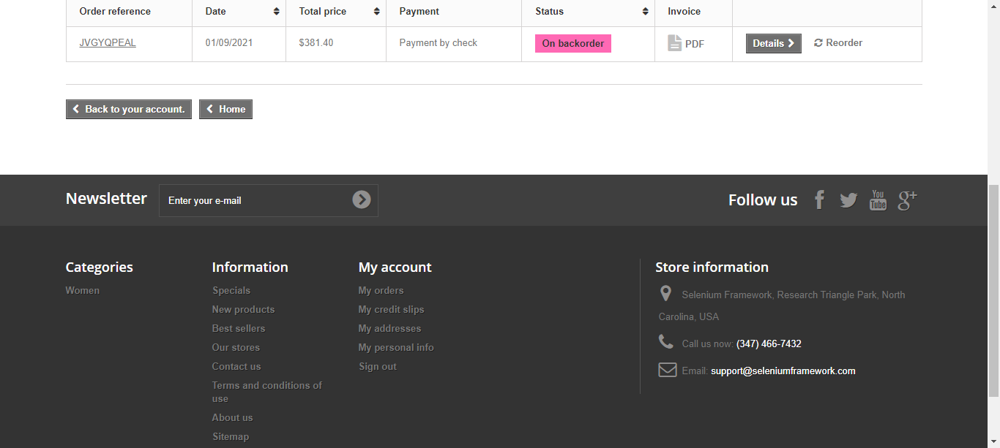 Order reference Date Total price Payment Status Invoice
JVGYQPEAL 01/09/2021 $381.40 Payment by check On backorder PDF Details Reorder
Back to your account. Home
Newsletter Enter your e-mail Follow us You Tube g+
Categories Information My account Store information
Women Specials My orders Selenium Framework, Research Triangle Park, North
New products My credit slips Carolina, USA
Best sellers My addresses
Our stores My personal info Call us now: (347) 466-7432
Contact us Sign out Email: support@seleniumframework.com
Terms and conditions of
use
About us
Sitemap